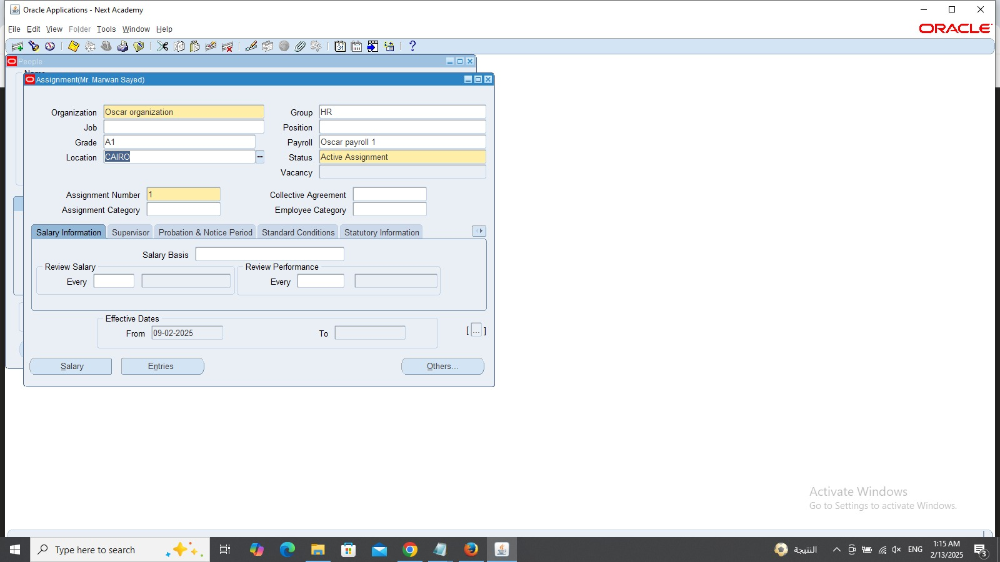 Oracle Applications - Next Academy
File Edit View Folder Tools Window Help
ORACLE
People
Name
Assignment(Mr. Marwan Sayed)
Organization Oscar organization Group HR
Job Position
Grade A1 Payroll Oscar payroll 1
Location CAIRO ... Status Active Assignment
Vacancy
Assignment Number 1 Collective Agreement
Assignment Category Employee Category
Salary Information Supervisor Probation & Notice Period Standard Conditions Statutory Information
Salary Basis
Review Salary Review Performance
Every Every
Effective Dates
From 09-02-2025 To [ ... ]
Salary Entries Others...
Activate Windows
Go to Settings to activate Windows.
Type here to search النتيجة ENG 1:15 AM
2/13/2025 3